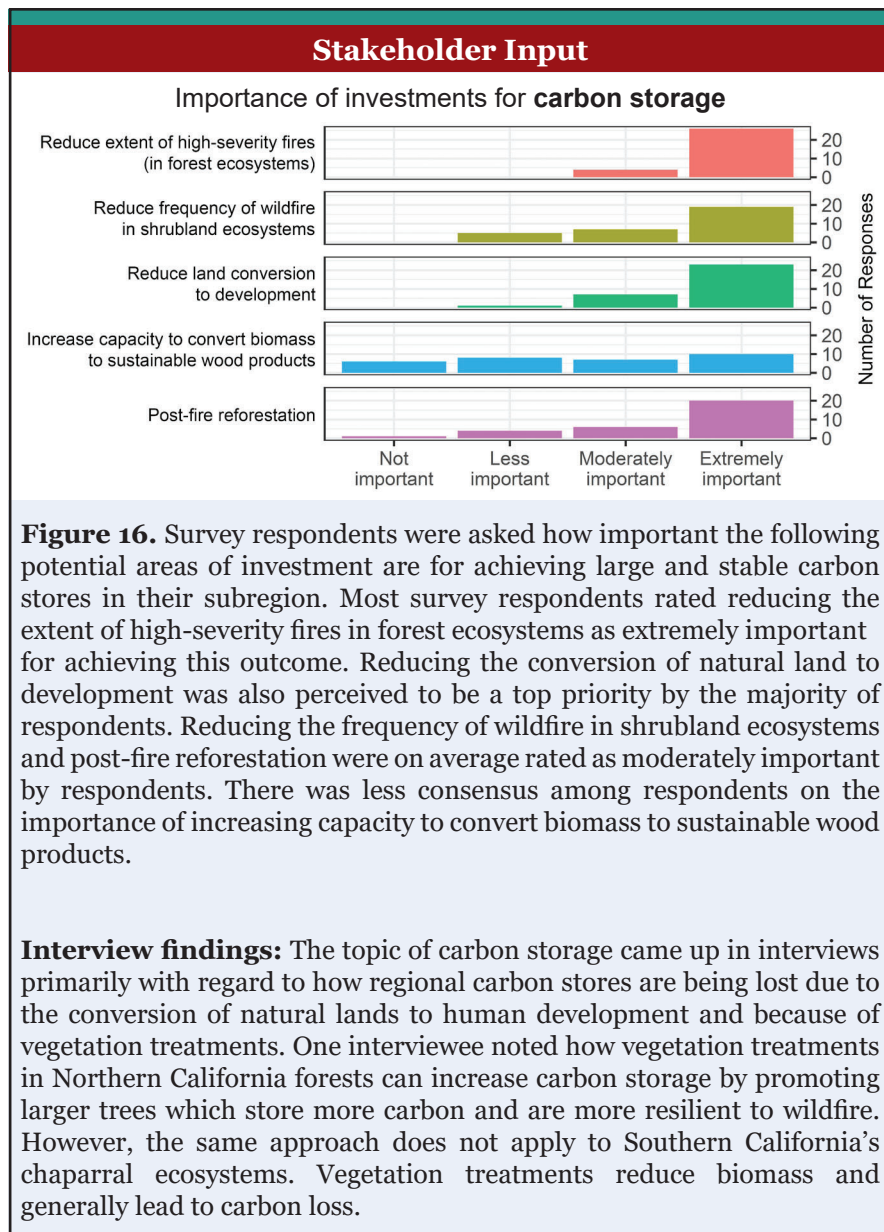 Stakeholder Input
Importance of investments for carbon storage
Reduce extent of high-severity fires
(in forest ecosystems)
20
10
0
Reduce frequency of wildfire
in shrubland ecosystems
20
10
0
Reduce land conversion
to development
20
10
0
Increase capacity to convert biomass
to sustainable wood products
20
10
0
Post-fire reforestation
20
10
0
Number of Responses
Not
important
Less
important
Moderately
important
Extremely
important
Figure 16. Survey respondents were asked how important the following
potential areas of investment are for achieving large and stable carbon
stores in their subregion. Most survey respondents rated reducing the
extent of high-severity fires in forest ecosystems as extremely important
for achieving this outcome. Reducing the conversion of natural land to
development was also perceived to be a top priority by the majority of
respondents. Reducing the frequency of wildfire in shrubland ecosystems
and post-fire reforestation were on average rated as moderately important
by respondents. There was less consensus among respondents on the
importance of increasing capacity to convert biomass to sustainable wood
products.
Interview findings: The topic of carbon storage came up in interviews
primarily with regard to how regional carbon stores are being lost due to
the conversion of natural lands to human development and because of
vegetation treatments. One interviewee noted how vegetation treatments
in Northern California forests can increase carbon storage by promoting
larger trees which store more carbon and are more resilient to wildfire.
However, the same approach does not apply to Southern California's
chaparral ecosystems. Vegetation treatments reduce biomass and
generally lead to carbon loss.